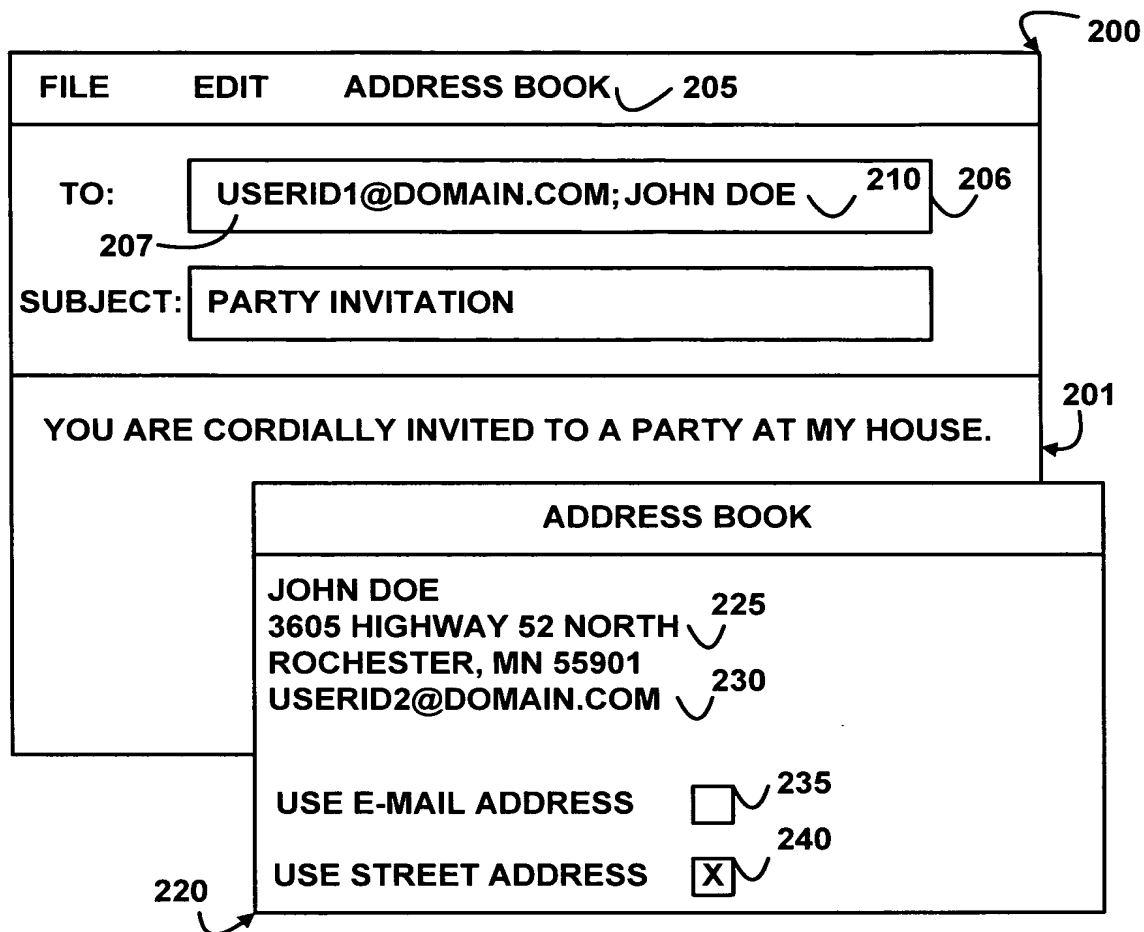 200
FILE EDIT ADDRESS BOOK 205
TO: USERID1@DOMAIN.COM; JOHN DOE 210 206
207
SUBJECT: PARTY INVITATION
201
YOU ARE CORDIALLY INVITED TO A PARTY AT MY HOUSE.
ADDRESS BOOK
JOHN DOE
225
3605 HIGHWAY 52 NORTH
ROCHESTER, MN 55901
USERID2@DOMAIN.COM 230
USE E-MAIL ADDRESS 235
240
USE STREET ADDRESS X
220